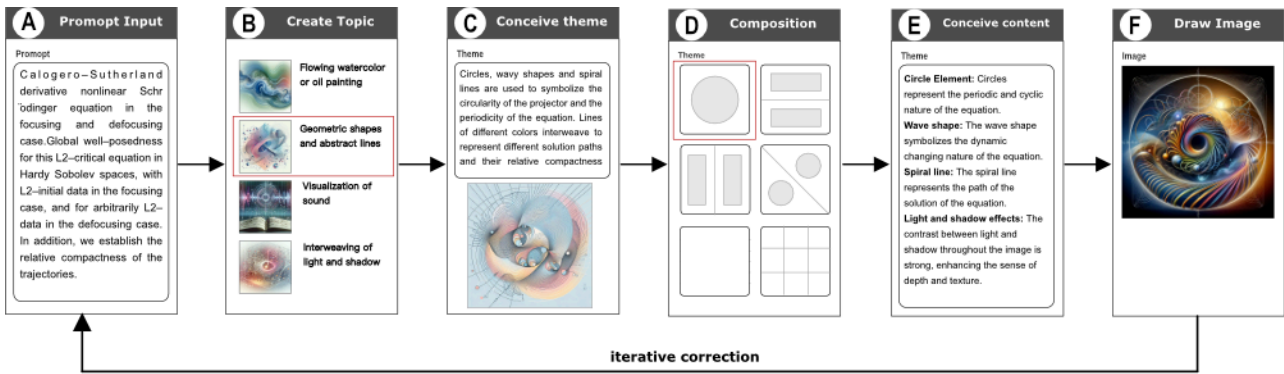 A Promopt Input
Promopt
Calogero–Sutherland
derivative nonlinear Schr
̈odinger equation in the
focusing and defocusing
case.Global well–posedness
for this L2–critical equation in
Hardy Sobolev spaces, with
L2–initial data in the focusing
case, and for arbitrarily L2–
data in the defocusing case.
In addition, we establish the
relative compactness of the
trajectories.
B Create Topic
Flowing watercolor
or oil painting
Geometric shapes
and abstract lines
Visualization of
sound
Interweaving of
light and shadow
C Conceive theme
Theme
Circles, wavy shapes and spiral
lines are used to symbolize the
circularity of the projector and the
periodicity of the equation. Lines
of different colors interweave to
represent different solution paths
and their relative compactness
D Composition
Theme
E Conceive content
Theme
Circle Element: Circles
represent the periodic and cyclic
nature of the equation.
Wave shape: The wave shape
symbolizes the dynamic
changing nature of the equation.
Spiral line: The spiral line
represents the path of the
solution of the equation.
Light and shadow effects: The
contrast between light and
shadow throughout the image is
strong, enhancing the sense of
depth and texture.
F Draw Image
Image
iterative correction